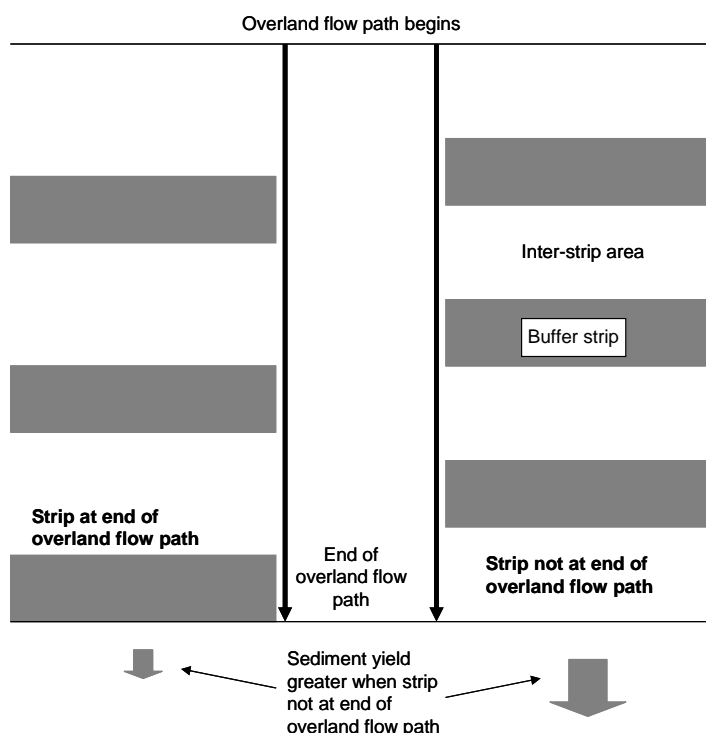 Overland flow path begins
Inter-strip area
Buffer strip
Strip at end of
overland flow path
End of
overland flow
path
Strip not at end of
overland flow path
Sediment yield
greater when strip
not at end of
overland flow path